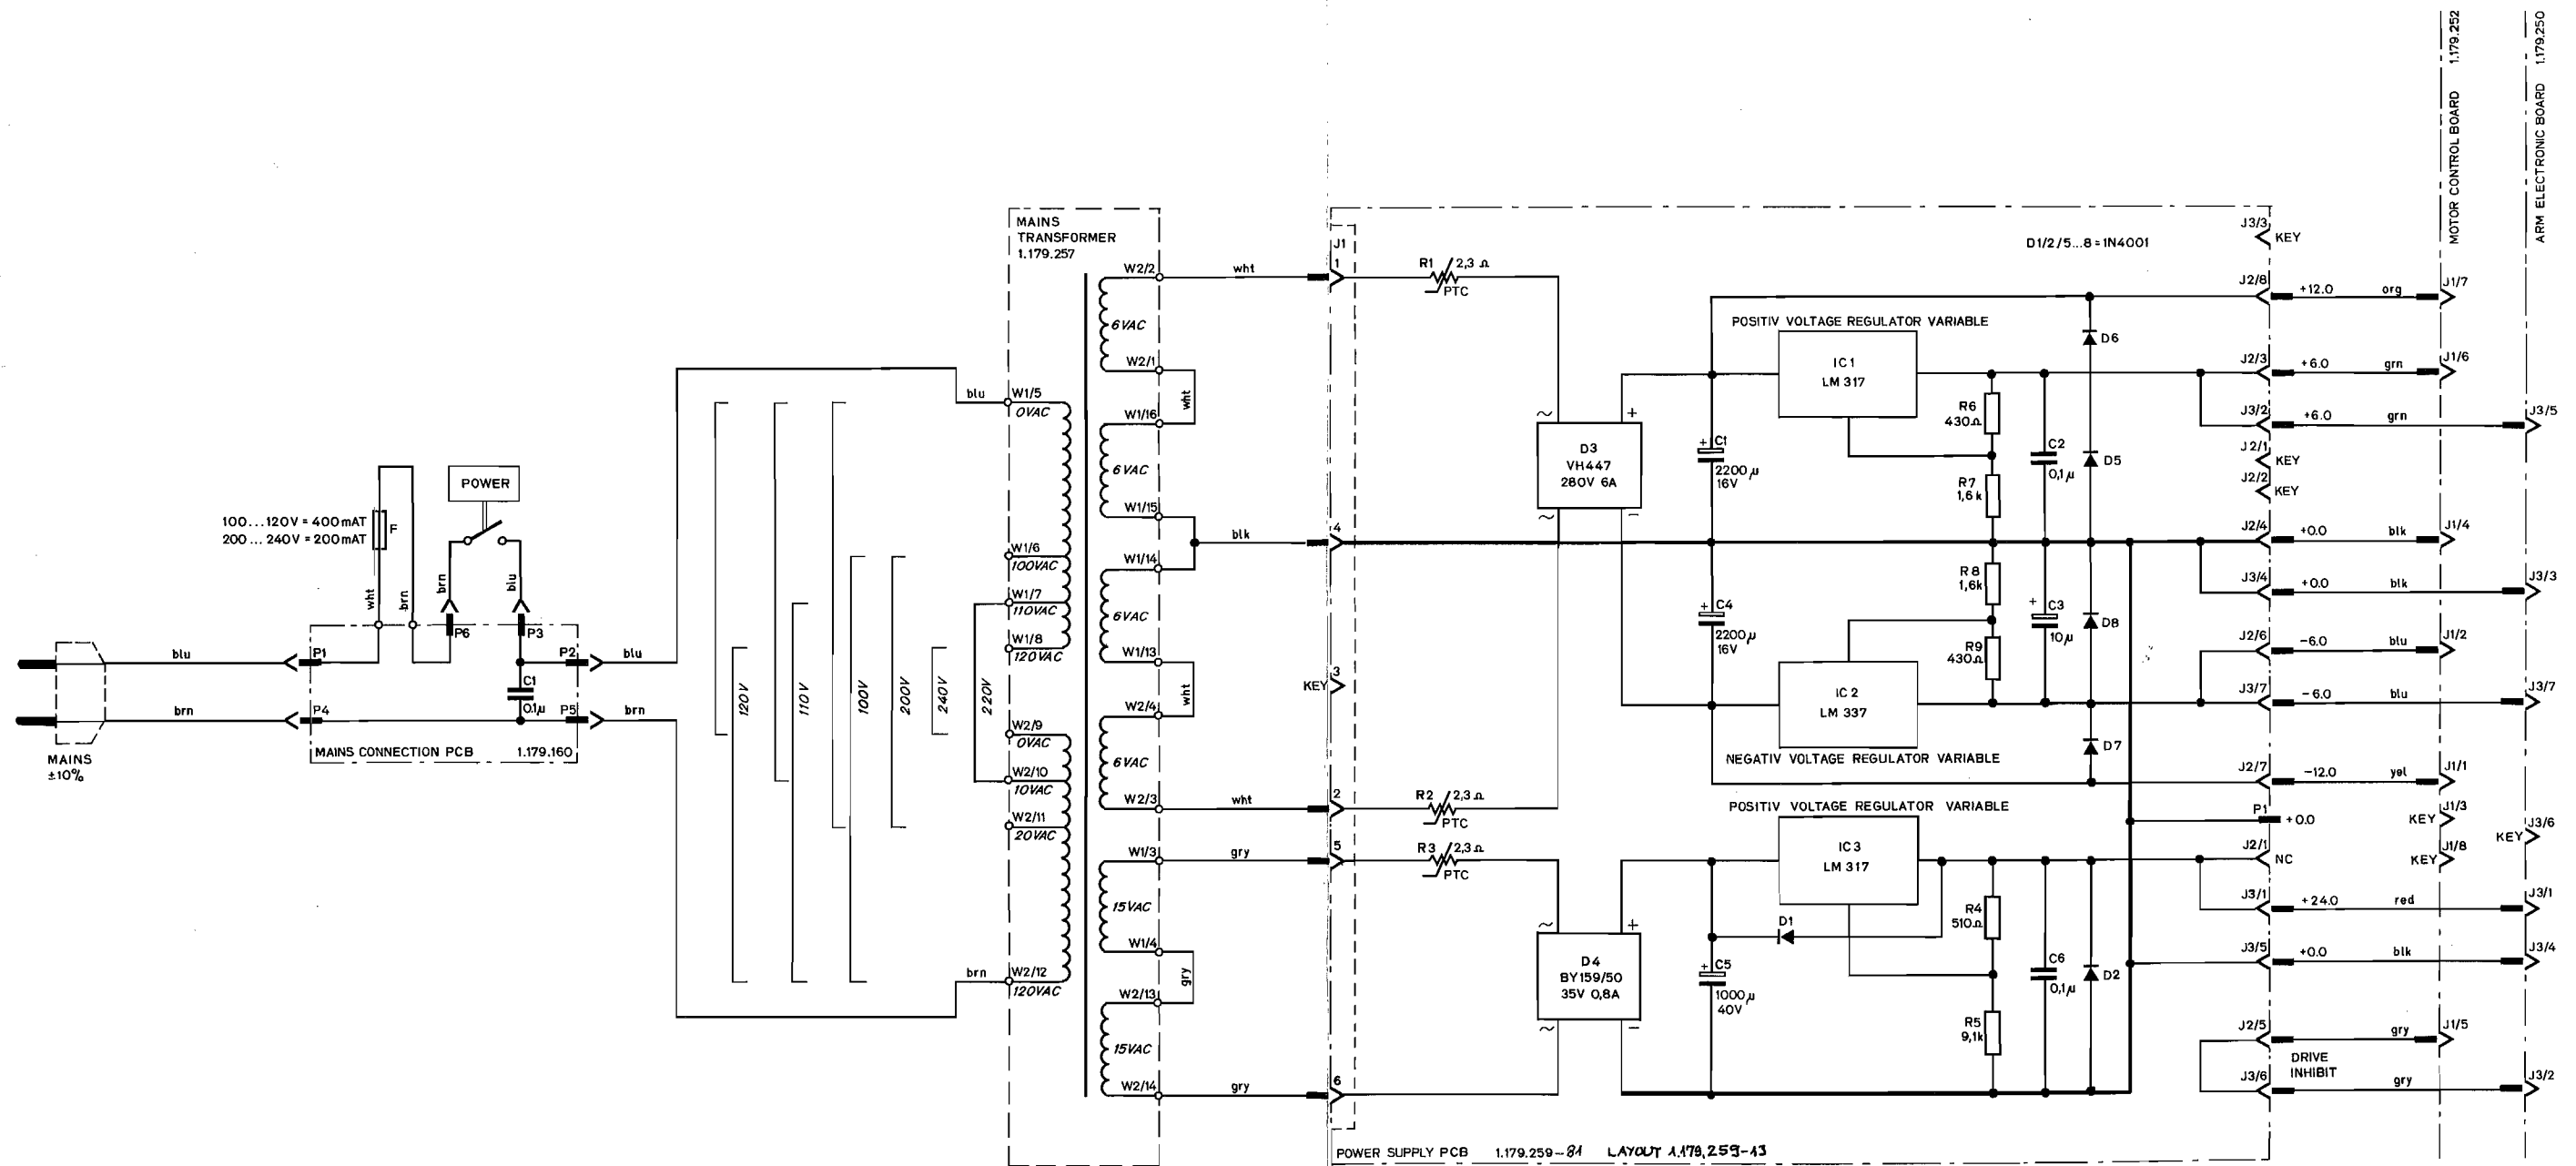 MAINS
±10%
blu
brn
100...120V = 400mAT
200...240V = 200mAT
F
wht
brn
POWER
brn
blu
P1
P6
P3
P2
P4
P5
C1
0.1µ
MAINS CONNECTION PCB 1.179.160
blu
brn
120V
110V
100V
200V
240V
220V
MAINS
TRANSFORMER
1.179.257
blu
W1/5
0VAC
W1/6
100VAC
W1/7
110VAC
W1/8
120VAC
W2/9
0VAC
W2/10
10VAC
W2/11
20VAC
brn
W2/12
120VAC
W2/2
6VAC
W2/1
W1/16
6VAC
W1/15
W1/14
6VAC
W1/13
W2/4
6VAC
W2/3
W1/3
15VAC
W1/4
W2/13
15VAC
W2/14
wht
wht
blk
wht
wht
gry
gry
gry
J1
1
4
KEY 3
2
5
6
R1 2,3 Ω
PTC
R2 2,3 Ω
PTC
R3 2,3 Ω
PTC
~
+
D3
VH447
280V 6A
~
−
~
+
D4
BY159/50
35V 0,8A
~
−
POSITIV VOLTAGE REGULATOR VARIABLE
IC 1
LM 317
+ C1
2200µ
16V
R6
430Ω
R7
1,6k
C2
0,1µ
D6
D5
+ C4
2200µ
16V
R8
1,6k
R9
430Ω
+ C3
10µ
D8
D7
IC 2
LM 337
NEGATIV VOLTAGE REGULATOR VARIABLE
POSITIV VOLTAGE REGULATOR VARIABLE
IC 3
LM 317
D1
+ C5
1000µ
40V
R4
510Ω
R5
9,1k
C6
0,1µ
D2
D1/2/5...8=1N4001
J3/3
KEY
J2/8 +12.0 org J1/7
J2/3 +6.0 grn J1/6
J3/2 +6.0 grn J3/5
J2/1
KEY
J2/2
KEY
J2/4 +0.0 blk J1/4
J3/4 +0.0 blk J3/3
J2/6 −6.0 blu J1/2
J3/7 −6.0 blu J3/7
J2/7 −12.0 yel J1/1
P1 +0.0
KEY J1/3
KEY J3/6
J2/1 NC
KEY J1/8
J3/1 +24.0 red J3/1
J3/5 +0.0 blk J3/4
J2/5 gry J1/5
DRIVE
INHIBIT
J3/6 gry J3/2
MOTOR CONTROL BOARD 1.179.252
ARM ELECTRONIC BOARD 1.179.250
POWER SUPPLY PCB 1.179.259-81 LAYOUT 1.179.259-13